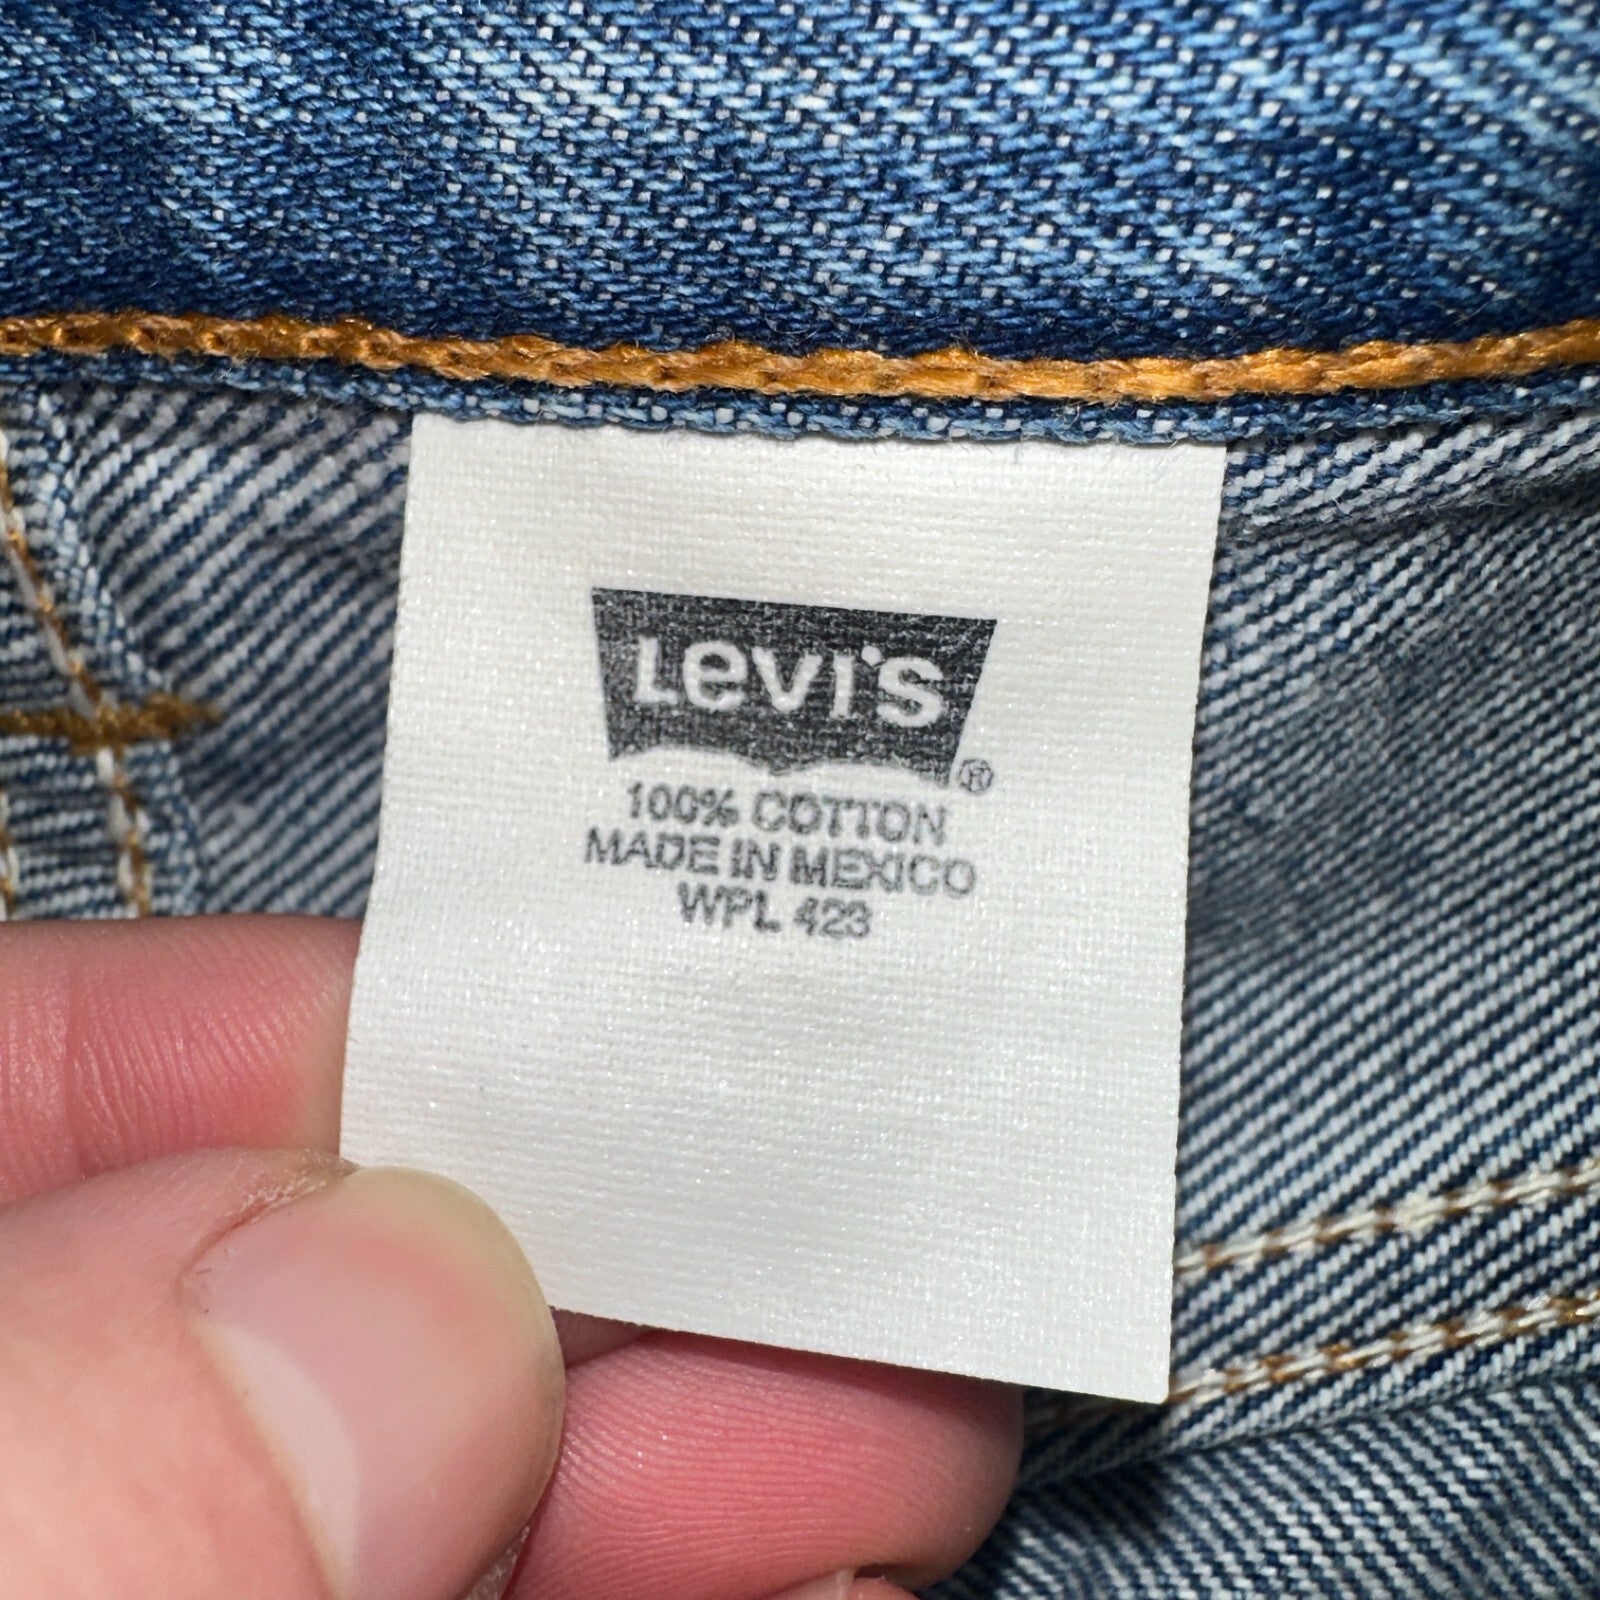 Levi's®
100% COTTON
MADE IN MEXICO
WPL 423